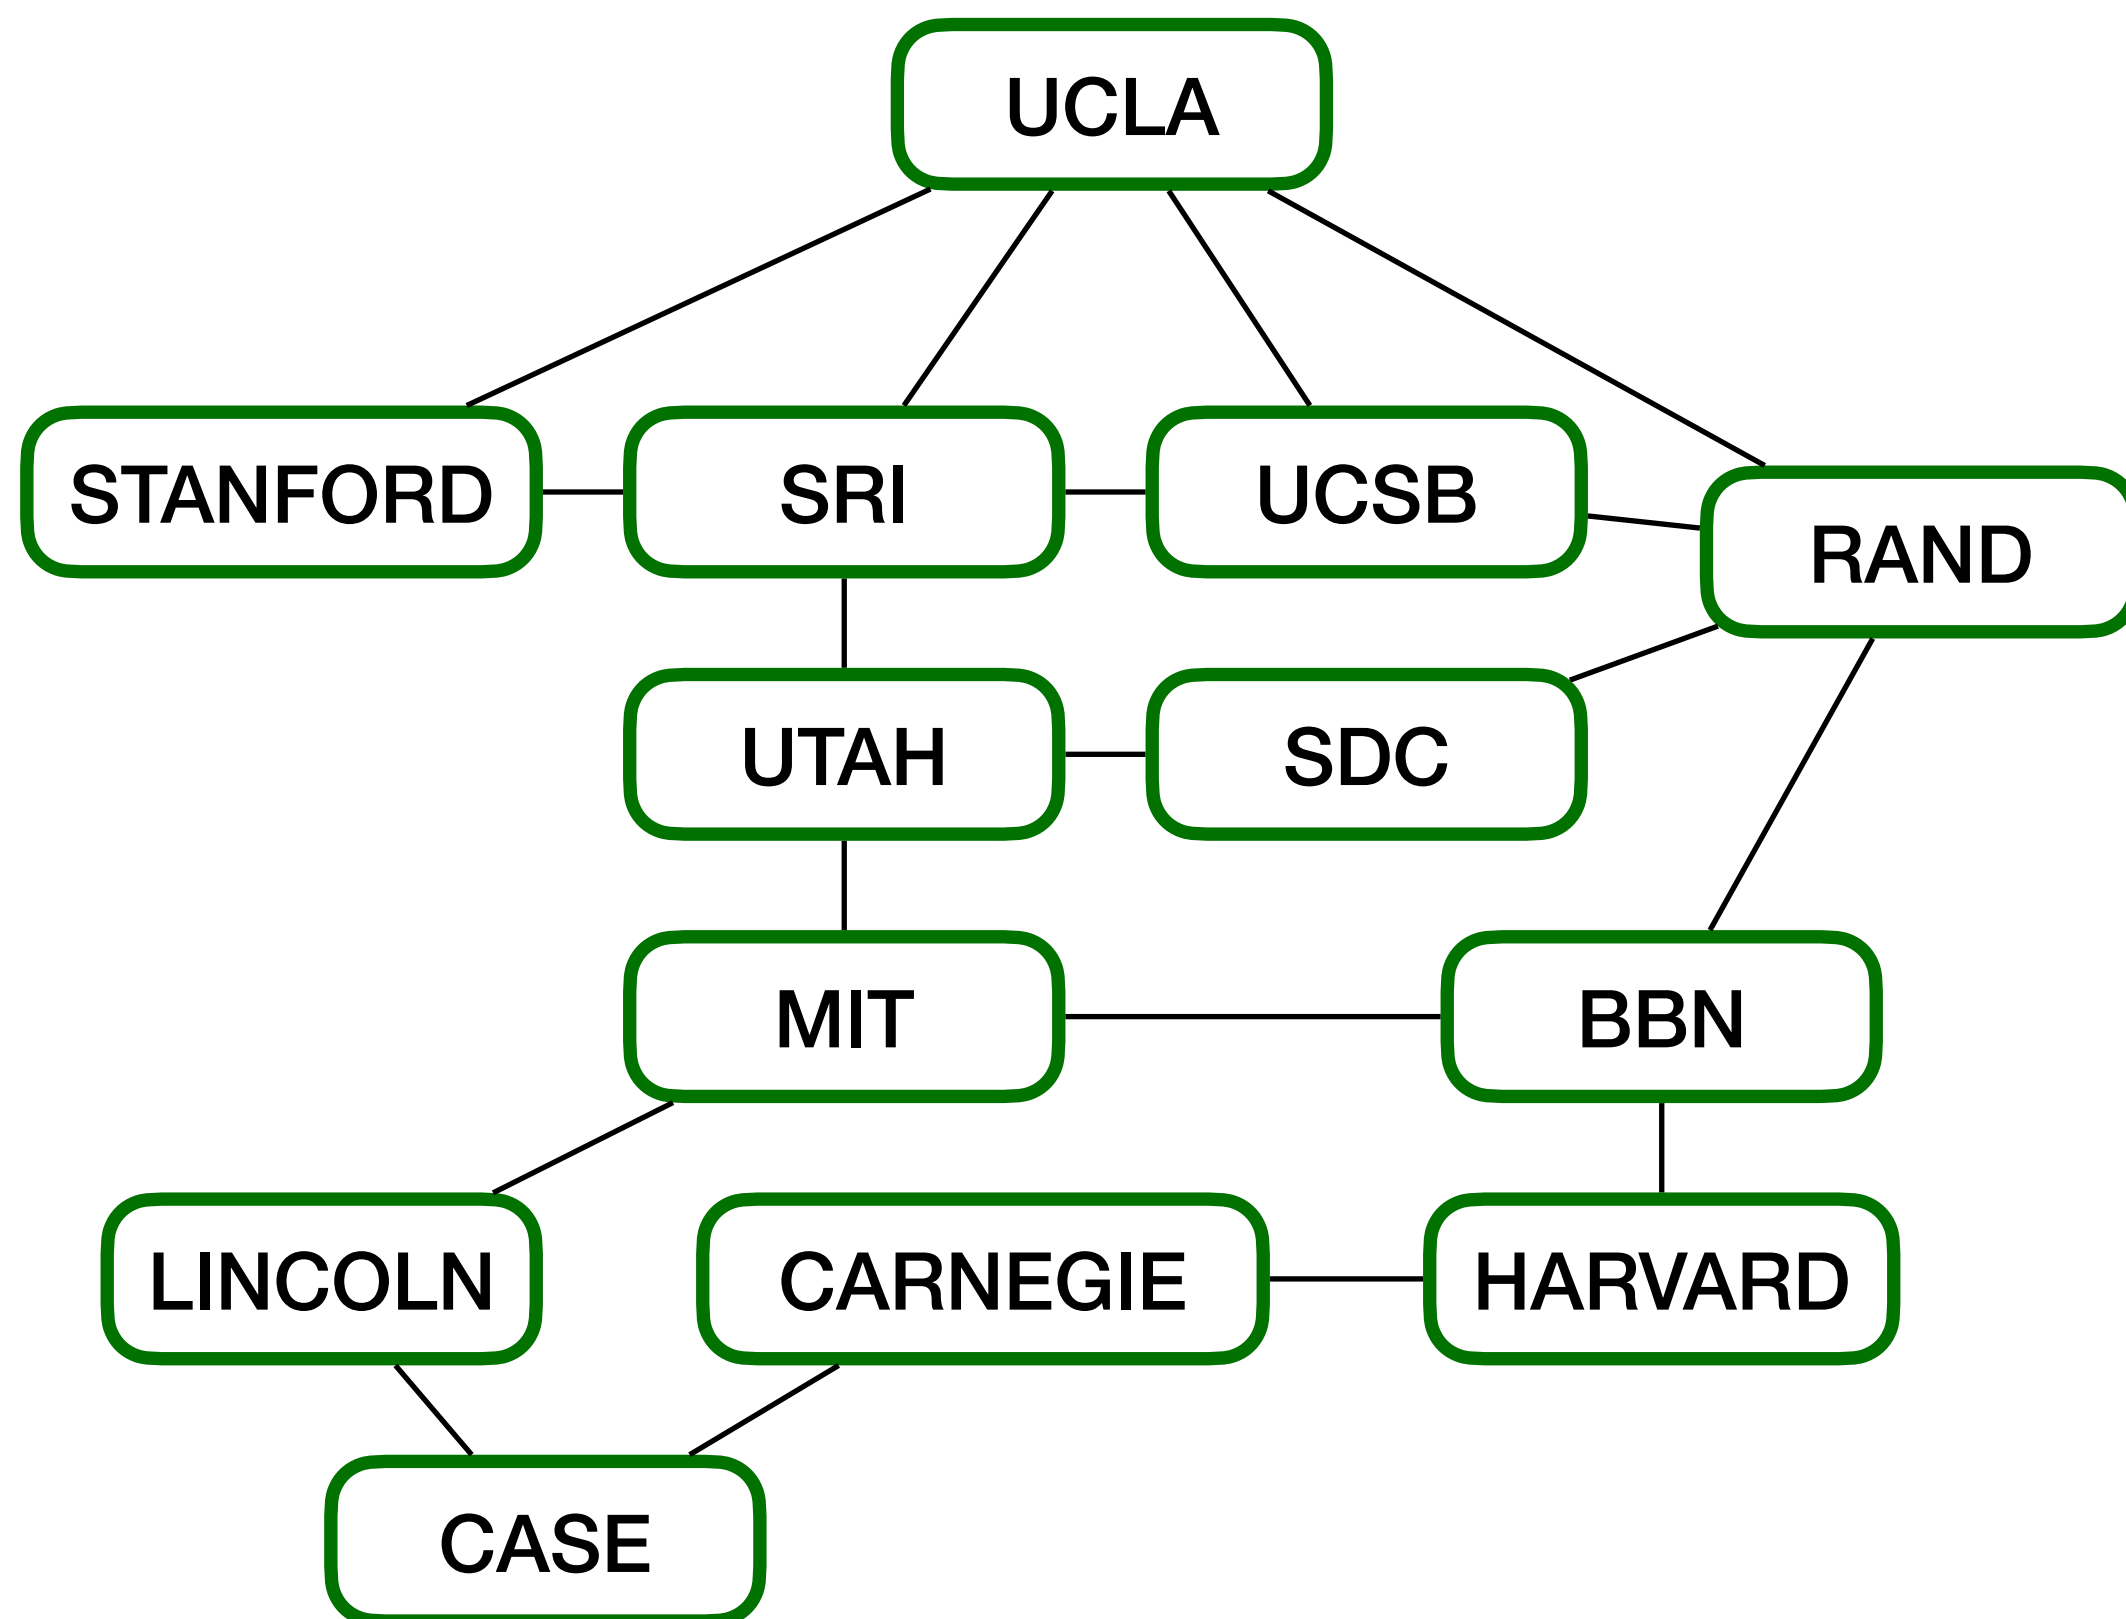 UCLA
STANFORD
SRI
UCSB
RAND
UTAH
SDC
MIT
BBN
LINCOLN
CARNEGIE
HARVARD
CASE